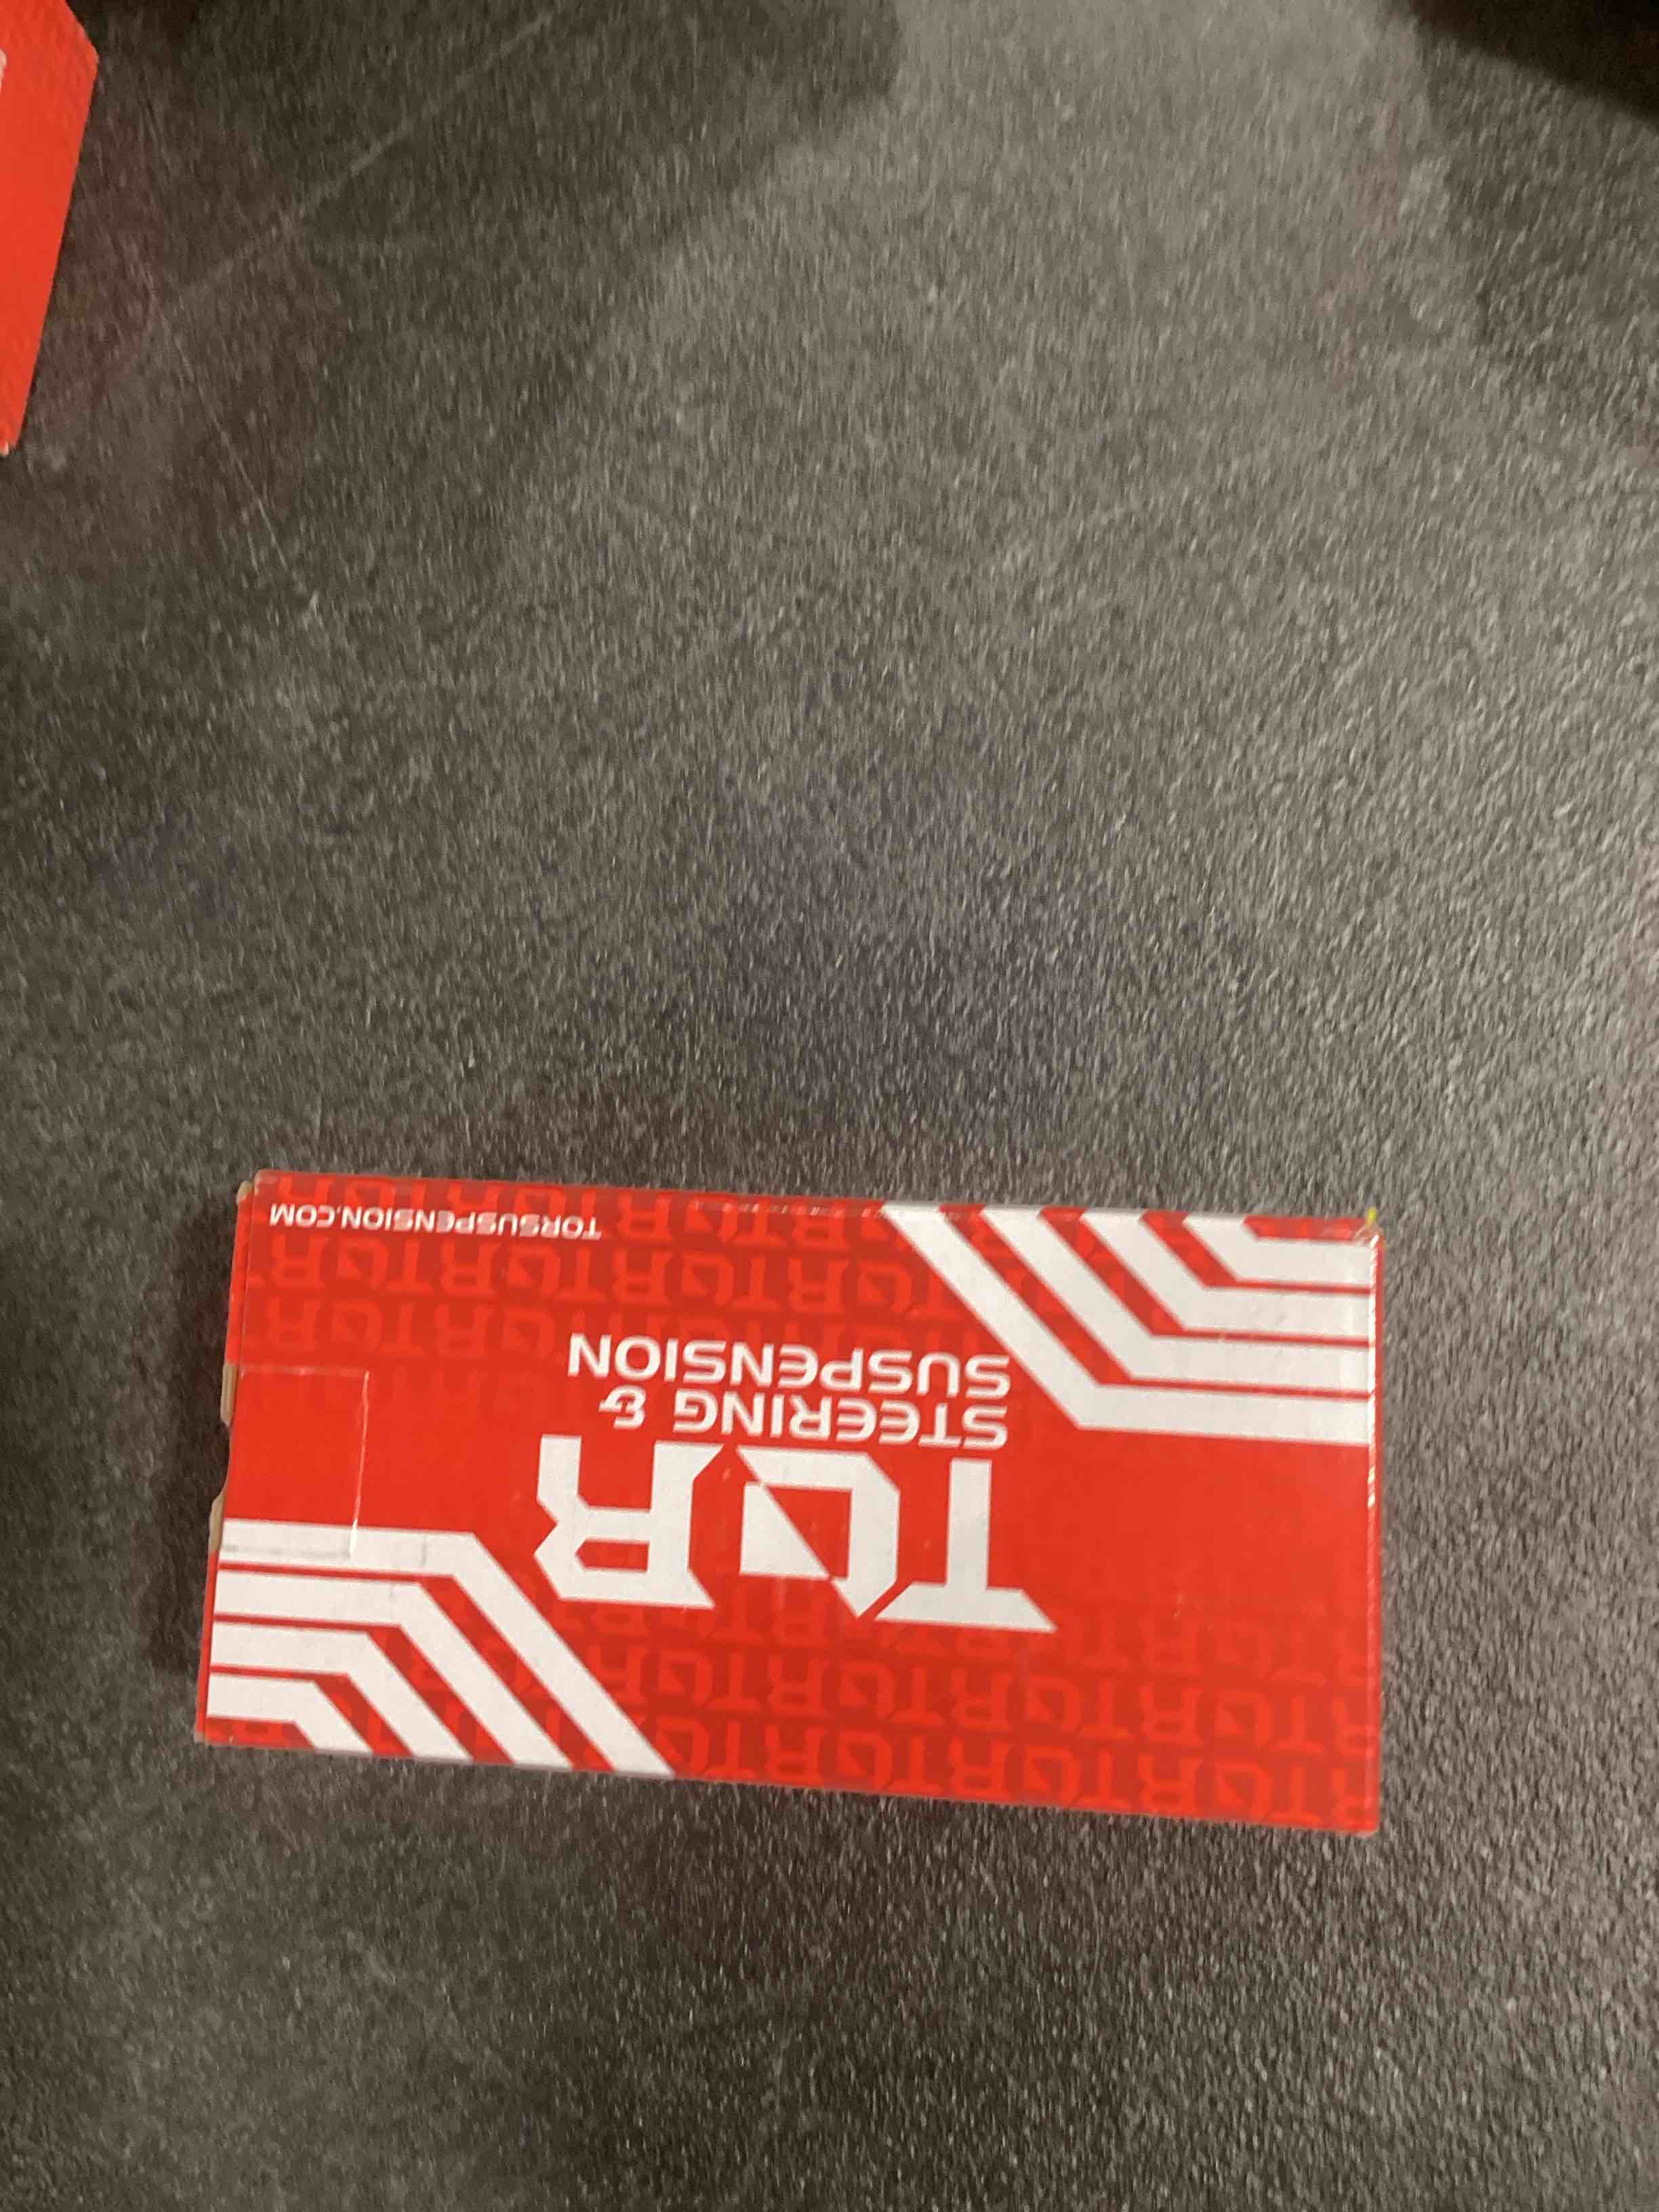 TOR
STEERING &
SUSPENSION
TORSUSPENSION.COM